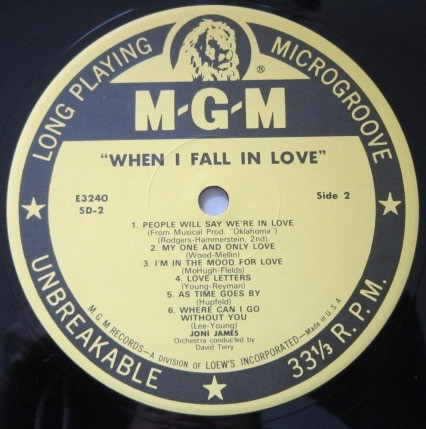 LONG PLAYING MICROGROOVE
®
M-G-M
"WHEN I FALL IN LOVE"
E3240
SD-2
Side 2
1. PEOPLE WILL SAY WE'RE IN LOVE
(From Musical Prod. "Oklahoma")
(Rodgers-Hammerstein, 2nd)
2. MY ONE AND ONLY LOVE
(Wood-Mellin)
3. I'M IN THE MOOD FOR LOVE
(McHugh-Fields)
4. LOVE LETTERS
(Young-Heyman)
5. AS TIME GOES BY
(Hupfeld)
6. WHERE CAN I GO
WITHOUT YOU
(Lee-Young)
JONI JAMES
Orchestra conducted by
David Terry
M.G.M RECORDS—A DIVISION OF LOEW'S INCORPORATED—Made in U.S.A
UNBREAKABLE 33⅓ R.P.M.